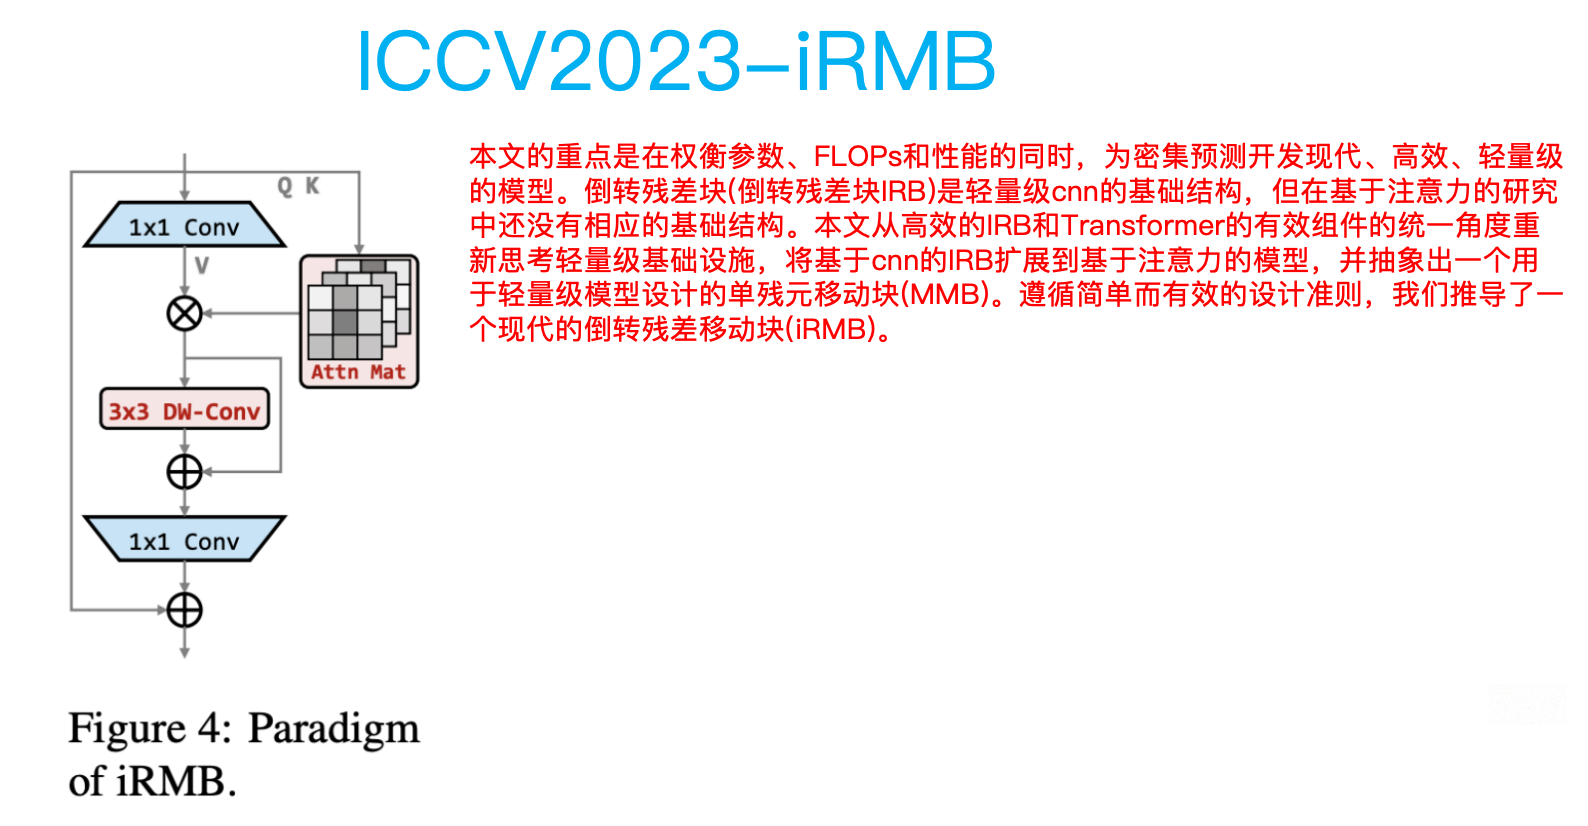 ICCV2023-iRMB
本文的重点是在权衡参数、FLOPs和性能的同时，为密集预测开发现代、高效、轻量级
的模型。倒转残差块(倒转残差块IRB)是轻量级cnn的基础结构，但在基于注意力的研究
中还没有相应的基础结构。本文从高效的IRB和Transformer的有效组件的统一角度重
新思考轻量级基础设施，将基于cnn的IRB扩展到基于注意力的模型，并抽象出一个用
于轻量级模型设计的单残元移动块(MMB)。遵循简单而有效的设计准则，我们推导了一
个现代的倒转残差移动块(iRMB)。
Q K
1x1 Conv
V
Attn Mat
3x3 DW-Conv
1x1 Conv
Figure 4: Paradigm
of iRMB.